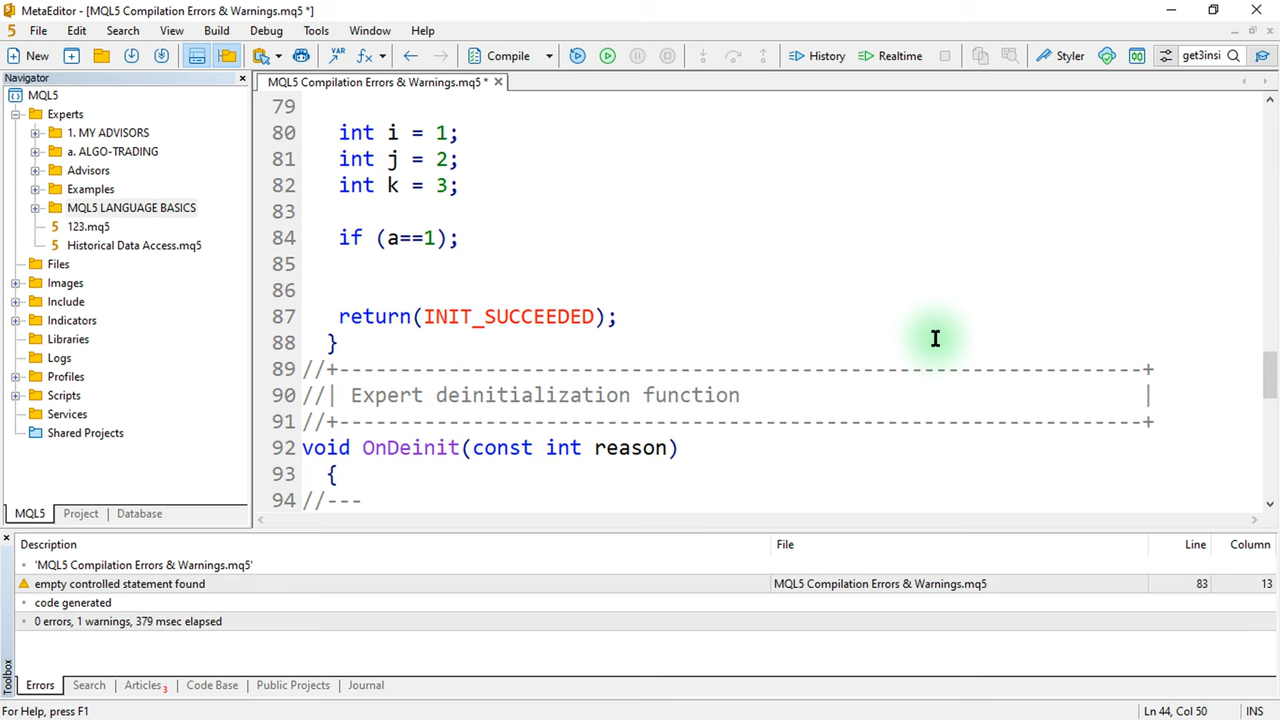 MetaEditor - [MQL5 Compilation Errors & Warnings.mq5 *]
5 File Edit Search View Build Debug Tools Window Help
New VAR fx Compile History Realtime Styler get3insi
Navigator
MQL5 Compilation Errors & Warnings.mq5 *
MQL5
Experts
1. MY ADVISORS
a. ALGO-TRADING
Advisors
Examples
MQL5 LANGUAGE BASICS
5 123.mq5
5 Historical Data Access.mq5
Files
Images
Include
Indicators
Libraries
Logs
Profiles
Scripts
Services
Shared Projects
MQL5 Project Database
79
80 int i = 1;
81 int j = 2;
82 int k = 3;
83
84 if (a==1);
85
86
87 return(INIT_SUCCEEDED);
88 }
89 //+------------------------------------------------------------------+
90 //| Expert deinitialization function |
91 //+------------------------------------------------------------------+
92 void OnDeinit(const int reason)
93 {
94 //---
Description File Line Column
'MQL5 Compilation Errors & Warnings.mq5'
empty controlled statement found MQL5 Compilation Errors & Warnings.mq5 83 13
code generated
0 errors, 1 warnings, 379 msec elapsed
Toolbox
Errors Search Articles 3 Code Base Public Projects Journal
For Help, press F1 Ln 44, Col 50 INS